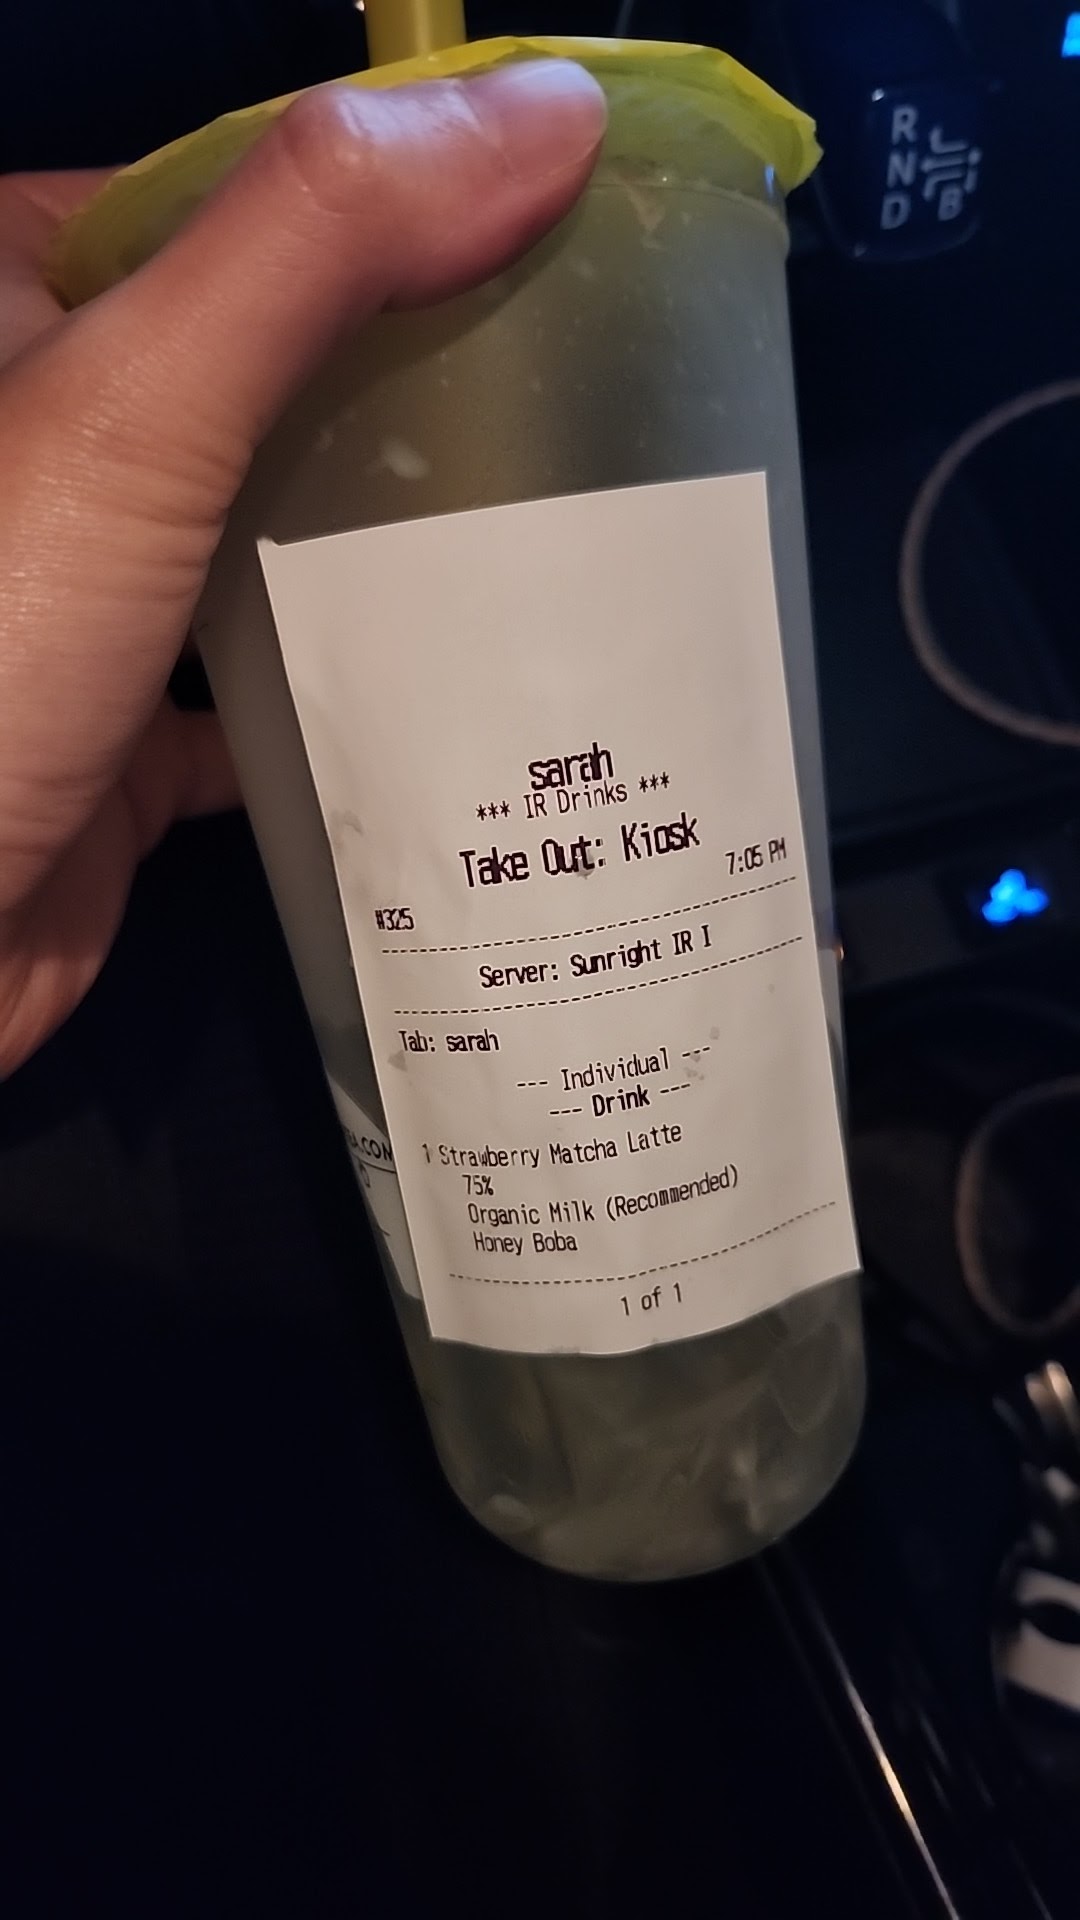 R
N
D B
sarah
*** IR Drinks ***
Take Out: Kiosk
#325 7:05 PM
Server: Sunright IR I
Tab: sarah
--- Individual ---
--- Drink ---
1 Strawberry Matcha Latte
75%
Organic Milk (Recommended)
Honey Boba
1 of 1
.COM